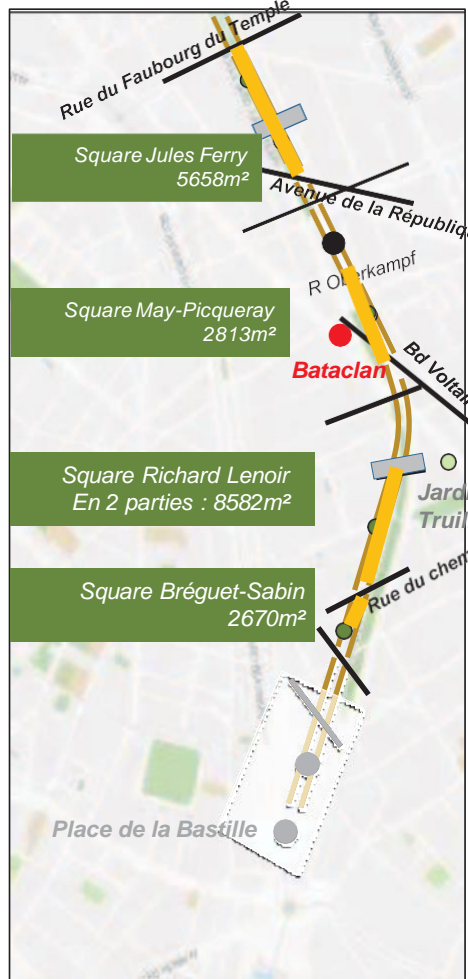 Rue du Faubourg du Temple
Square Jules Ferry
5658m²
Avenue de la Républiq
R Oberkampf
Square May-Picqueray
2813m²
Bataclan
Bd Voltai
Square Richard Lenoir
En 2 parties : 8582m²
Jard
Truil
Square Bréguet-Sabin
2670m²
Rue du chem
Place de la Bastille